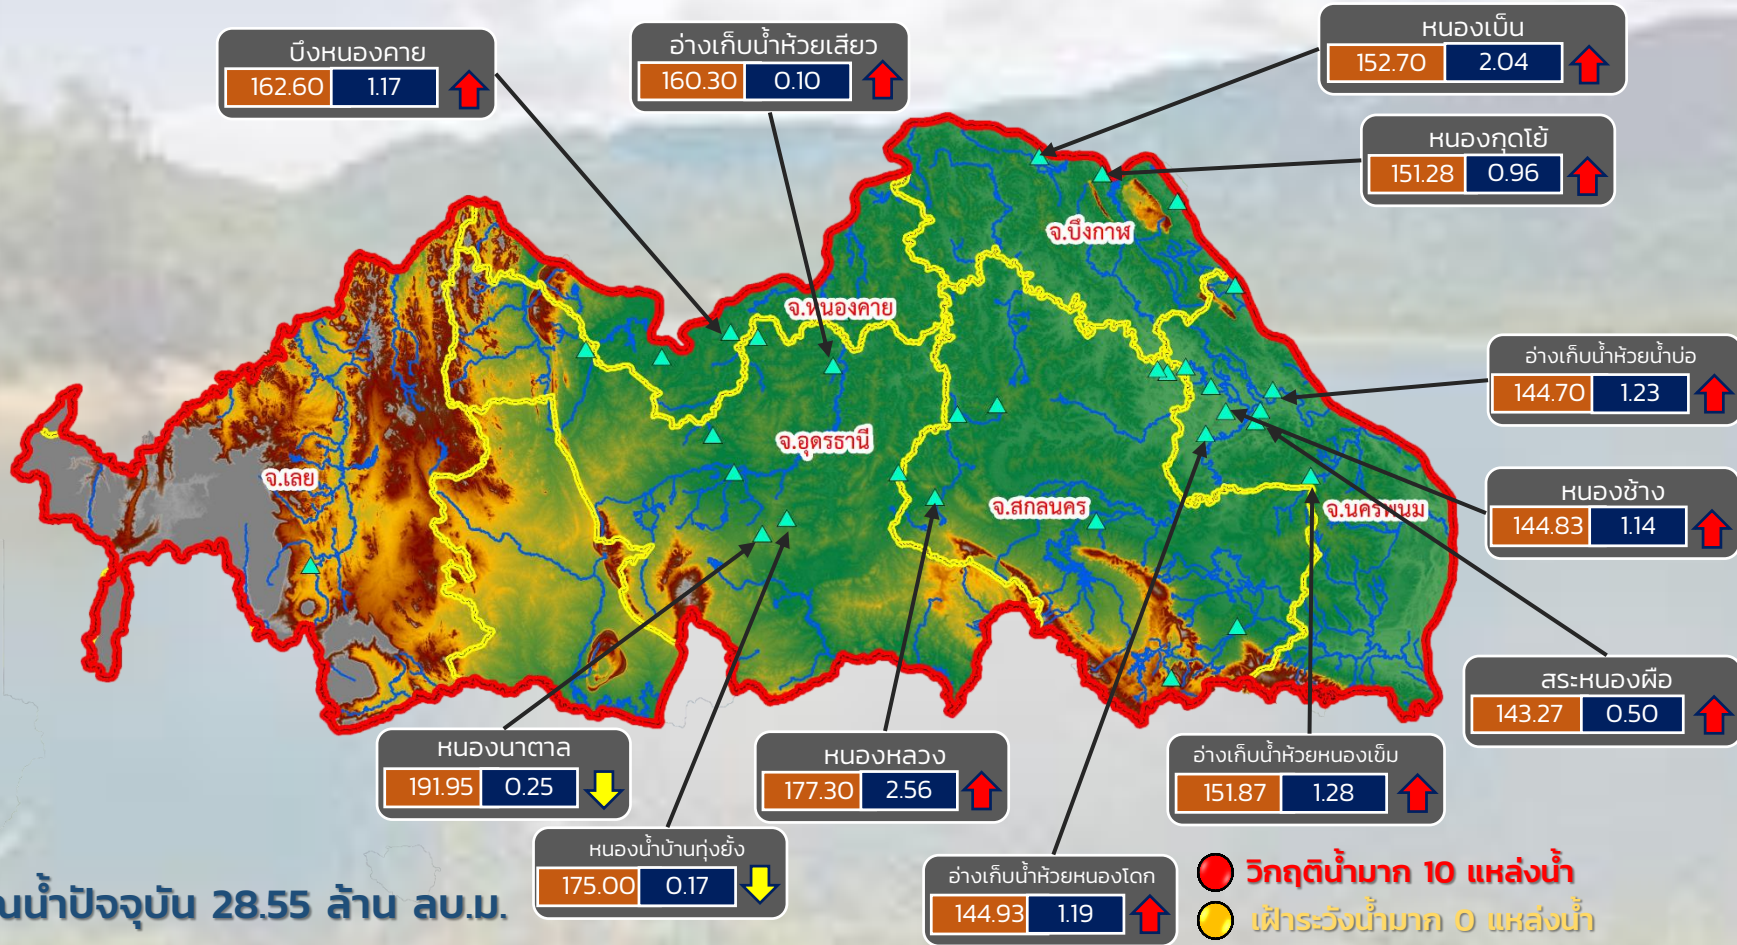 บึงหนองคาย
162.60 1.17
อ่างเก็บน้ำห้วยเสียว
160.30 0.10
หนองเบ็น
152.70 2.04
หนองกุดโย้
151.28 0.96
จ.บึงกาฬ
จ.หนองคาย
อ่างเก็บน้ำห้วยน้ำบ่อ
144.70 1.23
จ.อุดรธานี
จ.เลย
จ.สกลนคร
จ.นครพนม
หนองช้าง
144.83 1.14
สระหนองผือ
143.27 0.50
หนองนาตาล
191.95 0.25
หนองหลวง
177.30 2.56
อ่างเก็บน้ำห้วยหนองเข็ม
151.87 1.28
หนองน้ำบ้านทุ่งยั้ง
175.00 0.17
อ่างเก็บน้ำห้วยหนองโดก
144.93 1.19
วิกฤติน้ำมาก 10 แหล่งน้ำ
ณน้ำปัจจุบัน 28.55 ล้าน ลบ.ม.
เฝ้าระวังน้ำมาก 0 แหล่งน้ำ